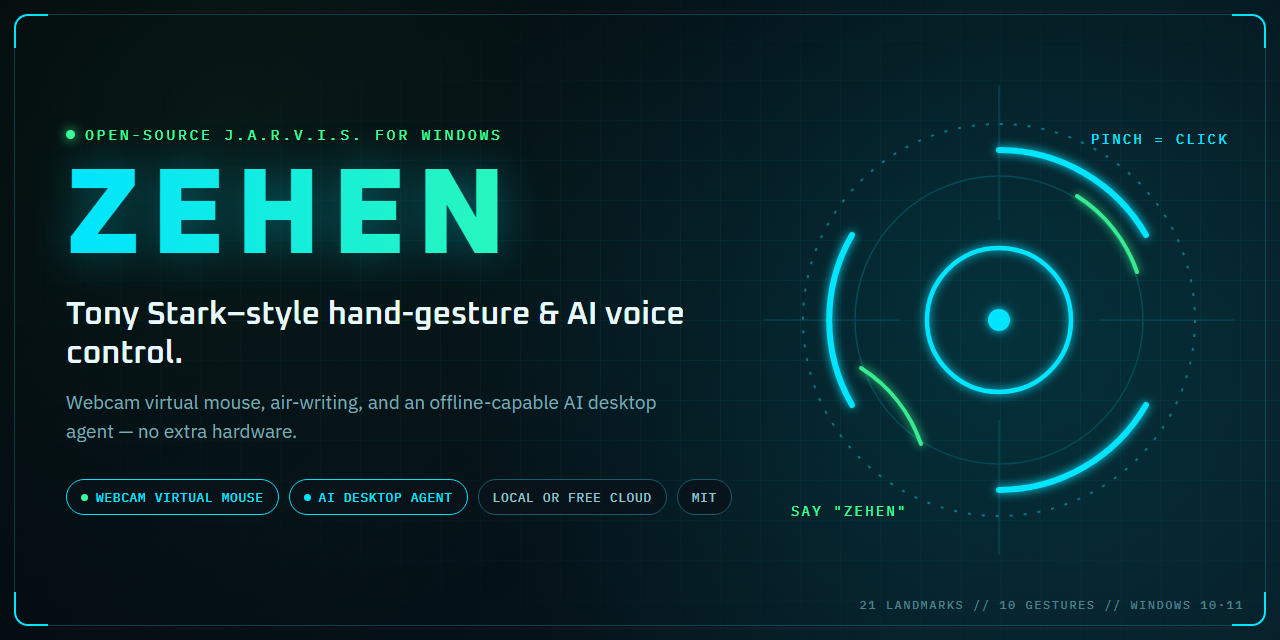 OPEN-SOURCE J.A.R.V.I.S. FOR WINDOWS
ZEHEN
Tony Stark–style hand-gesture & AI voice
control.
Webcam virtual mouse, air-writing, and an offline-capable AI desktop
agent — no extra hardware.
WEBCAM VIRTUAL MOUSE
AI DESKTOP AGENT
LOCAL OR FREE CLOUD
MIT
PINCH = CLICK
SAY "ZEHEN"
21 LANDMARKS // 10 GESTURES // WINDOWS 10·11